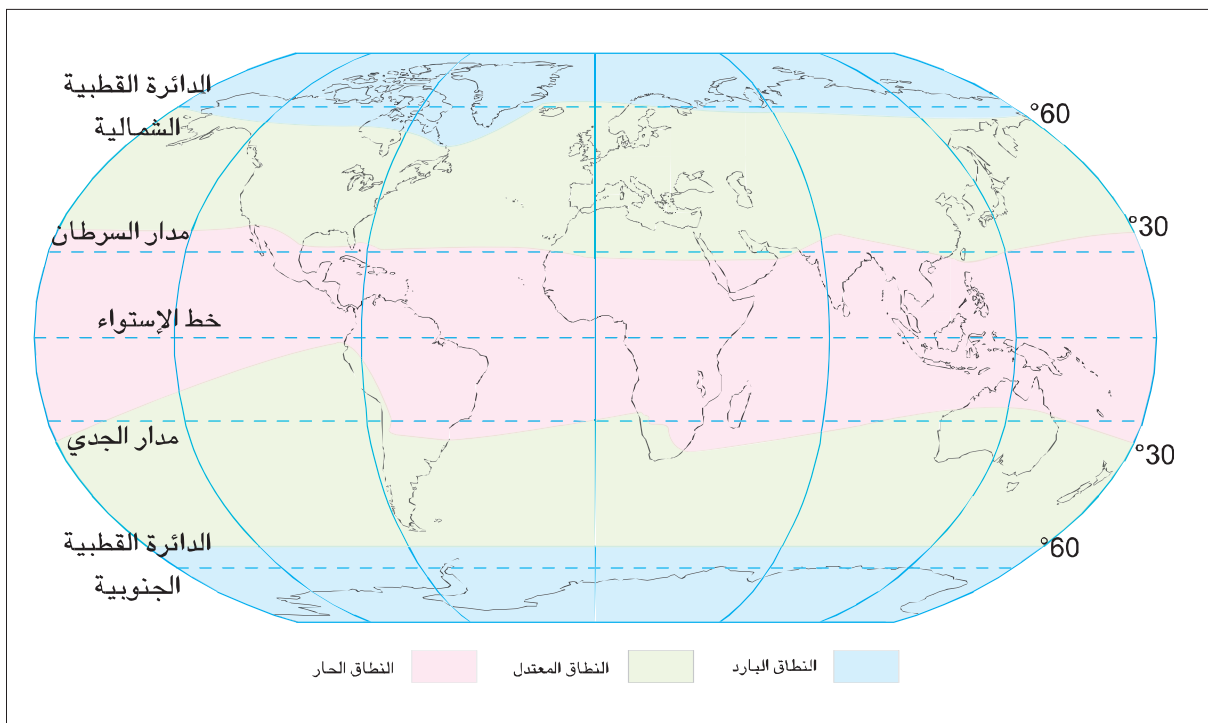 الدائرة القطبية
الشمالية
°60
مدار السرطان
°30
خط الإستواء
مدار الجدي
°30
الدائرة القطبية
الجنوبية
°60
النطاق البارد
النطاق المعتدل
النطاق الحار